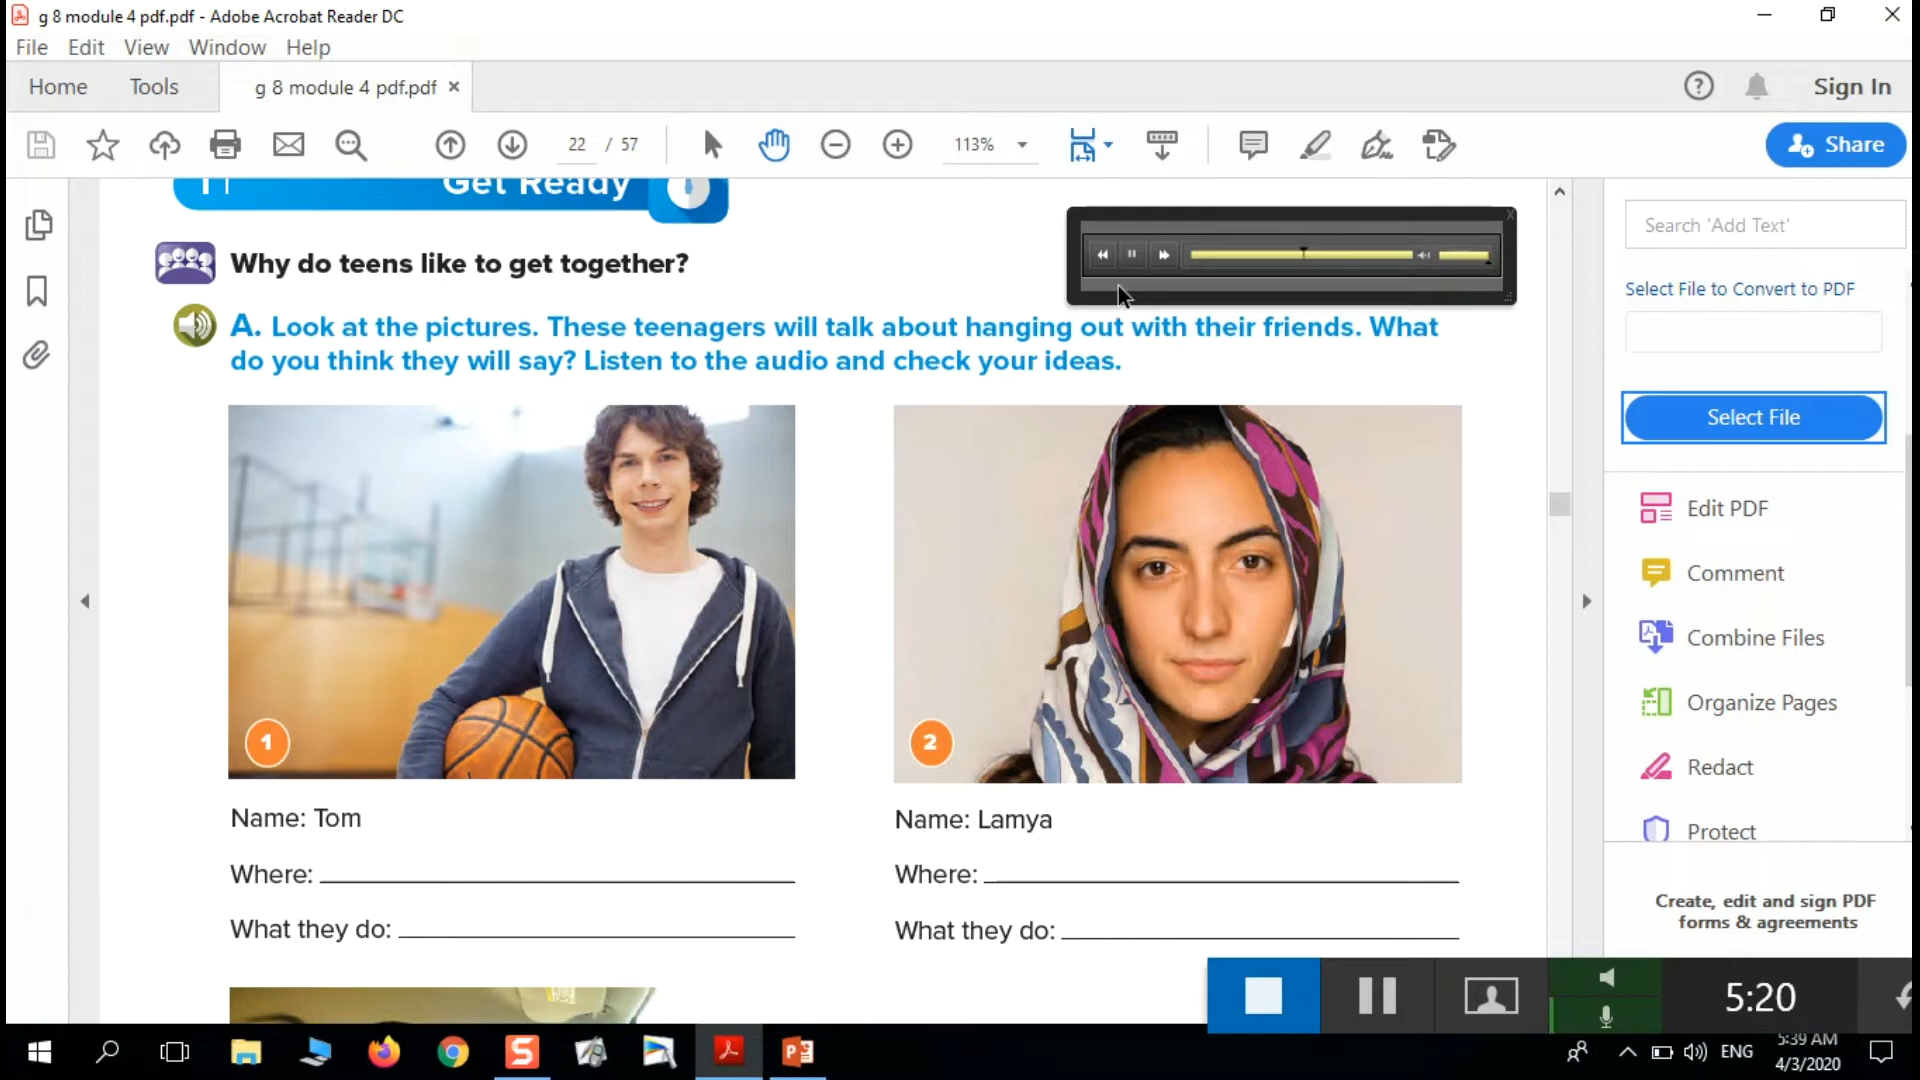 g 8 module 4 pdf.pdf - Adobe Acrobat Reader DC
File Edit View Window Help
Home Tools g 8 module 4 pdf.pdf × Sign In
22 / 57 113% Share
Get Ready
Why do teens like to get together?
A. Look at the pictures. These teenagers will talk about hanging out with their friends. What
do you think they will say? Listen to the audio and check your ideas.
1
2
Name: Tom
Where:
What they do:
Name: Lamya
Where:
What they do:
Search 'Add Text'
Select File to Convert to PDF
Select File
Edit PDF
Comment
Combine Files
Organize Pages
Redact
Protect
Create, edit and sign PDF
forms & agreements
5:20
ENG
5:39 AM
4/3/2020